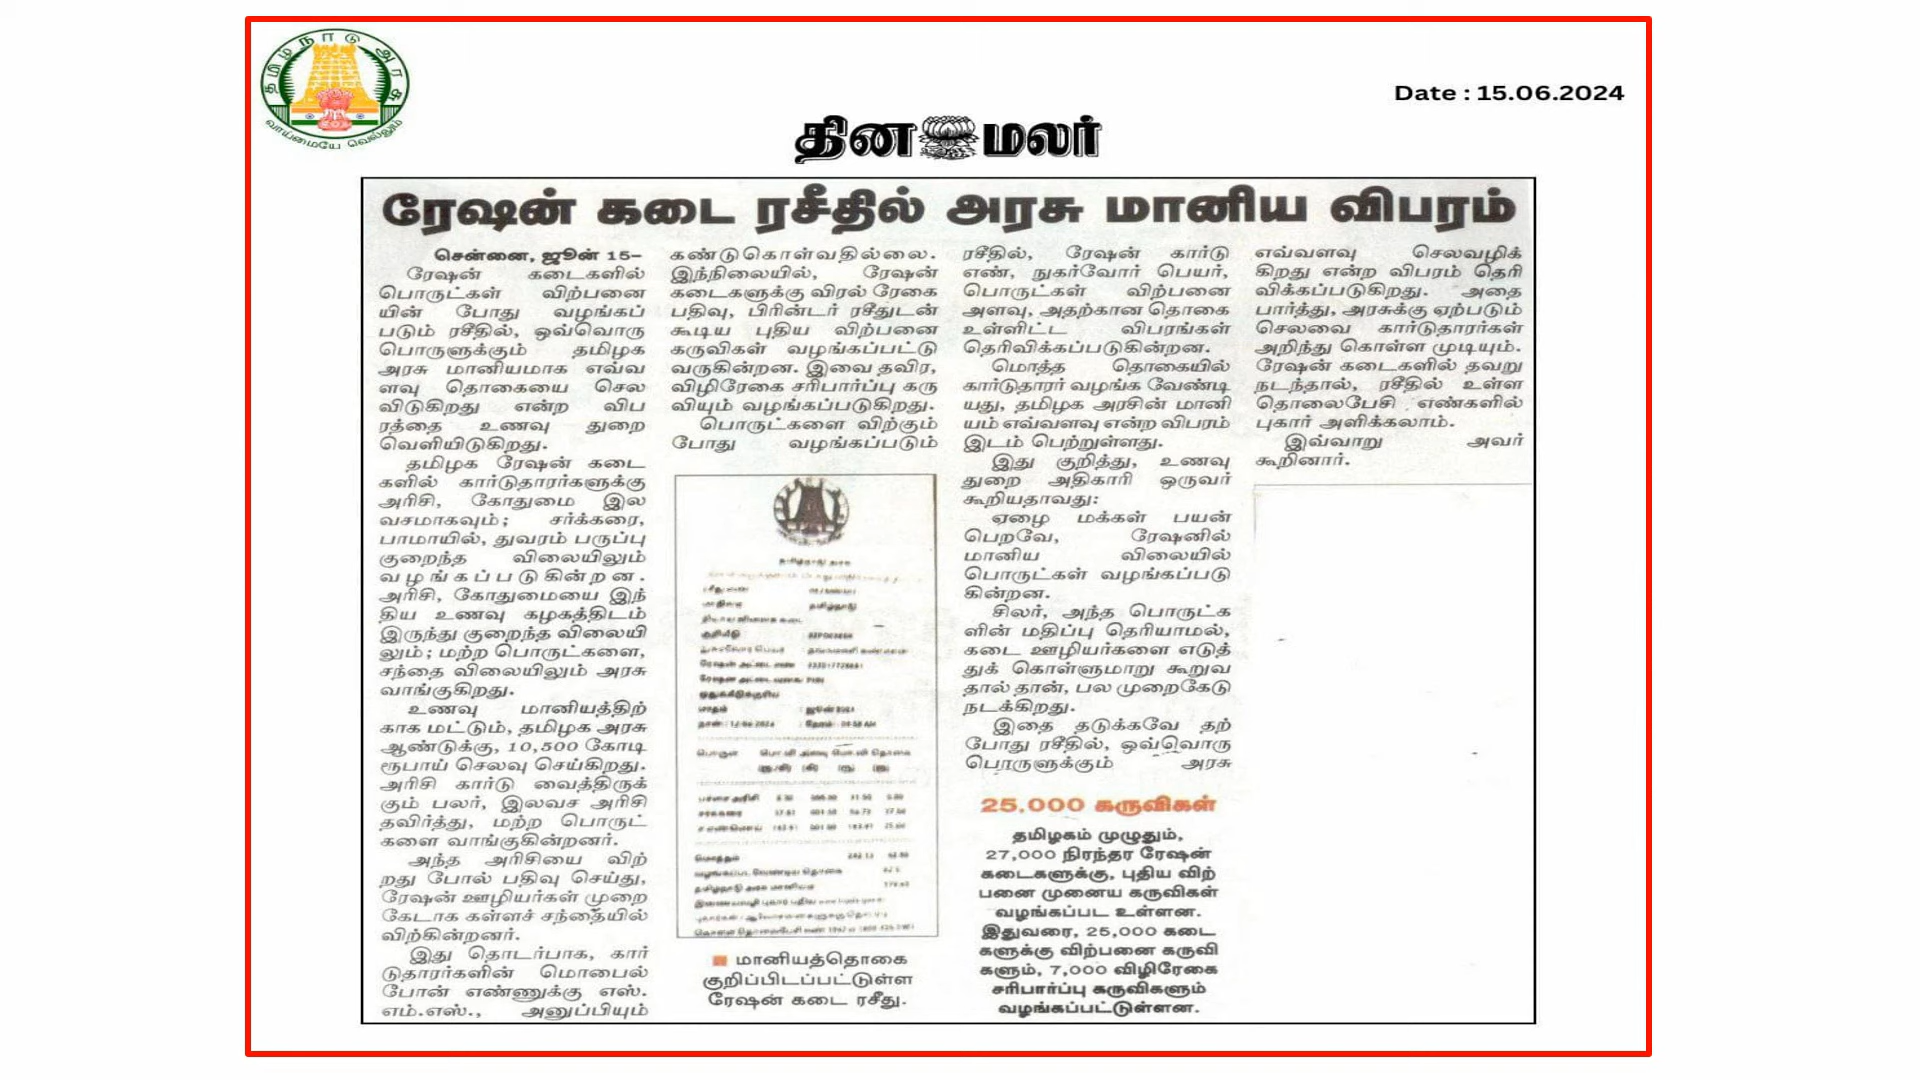 தமிழ்நாடு அரசு
வாய்மையே வெல்லும்
Date : 15.06.2024
தினமலர்
ரேஷன் கடை ரசீதில் அரசு மானிய விபரம்
சென்னை, ஜூன் 15–
ரேஷன் கடைகளில்
பொருட்கள் விற்பனை
யின் போது வழங்கப்
படும் ரசீதில், ஒவ்வொரு
பொருளுக்கும் தமிழக
அரசு மானியமாக எவ்வ
ளவு தொகையை செல
விடுகிறது என்ற விப
ரத்தை உணவு துறை
வெளியிடுகிறது.
தமிழக ரேஷன் கடை
களில் கார்டுதாரர்களுக்கு
அரிசி, கோதுமை இல
வசமாகவும்; சர்க்கரை,
பாமாயில், துவரம் பருப்பு
குறைந்த விலையிலும்
வழங்கப்படுகின்றன.
அரிசி, கோதுமையை இந்
திய உணவு கழகத்திடம்
இருந்து குறைந்த விலையி
லும்; மற்ற பொருட்களை,
சந்தை விலையிலும் அரசு
வாங்குகிறது.
உணவு மானியத்திற்
காக மட்டும், தமிழக அரசு
ஆண்டுக்கு, 10,500 கோடி
ரூபாய் செலவு செய்கிறது.
அரிசி கார்டு வைத்திருக்
கும் பலர், இலவச அரிசி
தவிர்த்து, மற்ற பொருட்
களை வாங்குகின்றனர்.
அந்த அரிசியை விற்
றது போல் பதிவு செய்து,
ரேஷன் ஊழியர்கள் முறை
கேடாக கள்ளச் சந்தையில்
விற்கின்றனர்.
இது தொடர்பாக, கார்
டுதாரர்களின் மொபைல்
போன் எண்ணுக்கு எஸ்.
எம்.எஸ்., அனுப்பியும்
கண்டுகொள்வதில்லை.
இந்நிலையில், ரேஷன்
கடைகளுக்கு விரல் ரேகை
பதிவு, பிரின்டர் ரசீதுடன்
கூடிய புதிய விற்பனை
கருவிகள் வழங்கப்பட்டு
வருகின்றன. இவை தவிர,
விழிரேகை சரிபார்ப்பு கரு
வியும் வழங்கப்படுகிறது.
பொருட்களை விற்கும்
போது வழங்கப்படும்
தமிழ்நாடு அரசு
மொத்தம்
■ மானியத்தொகை
குறிப்பிடப்பட்டுள்ள
ரேஷன் கடை ரசீது.
ரசீதில், ரேஷன் கார்டு
எண், நுகர்வோர் பெயர்,
பொருட்கள் விற்பனை
அளவு, அதற்கான தொகை
உள்ளிட்ட விபரங்கள்
தெரிவிக்கப்படுகின்றன.
மொத்த தொகையில்
கார்டுதாரர் வழங்க வேண்டி
யது, தமிழக அரசின் மானி
யம் எவ்வளவு என்ற விபரம்
இடம் பெற்றுள்ளது.
இது குறித்து, உணவு
துறை அதிகாரி ஒருவர்
கூறியதாவது:
ஏழை மக்கள் பயன்
பெறவே, ரேஷனில்
மானிய விலையில்
பொருட்கள் வழங்கப்படு
கின்றன.
சிலர், அந்த பொருட்க
ளின் மதிப்பு தெரியாமல்,
கடை ஊழியர்களை எடுத்
துக் கொள்ளுமாறு கூறுவ
தால் தான், பல முறைகேடு
நடக்கிறது.
இதை தடுக்கவே தற்
போது ரசீதில், ஒவ்வொரு
பொருளுக்கும் அரசு
25,000 கருவிகள்
தமிழகம் முழுதும்,
27,000 நிரந்தர ரேஷன்
கடைகளுக்கு, புதிய விற்
பனை முனைய கருவிகள்
வழங்கப்பட உள்ளன.
இதுவரை, 25,000 கடை
களுக்கு விற்பனை கருவி
களும், 7,000 விழிரேகை
சரிபார்ப்பு கருவிகளும்
வழங்கப்பட்டுள்ளன.
எவ்வளவு செலவழிக்
கிறது என்ற விபரம் தெரி
விக்கப்படுகிறது. அதை
பார்த்து, அரசுக்கு ஏற்படும்
செலவை கார்டுதாரர்கள்
அறிந்து கொள்ள முடியும்.
ரேஷன் கடைகளில் தவறு
நடந்தால், ரசீதில் உள்ள
தொலைபேசி எண்களில்
புகார் அளிக்கலாம்.
இவ்வாறு அவர்
கூறினார்.